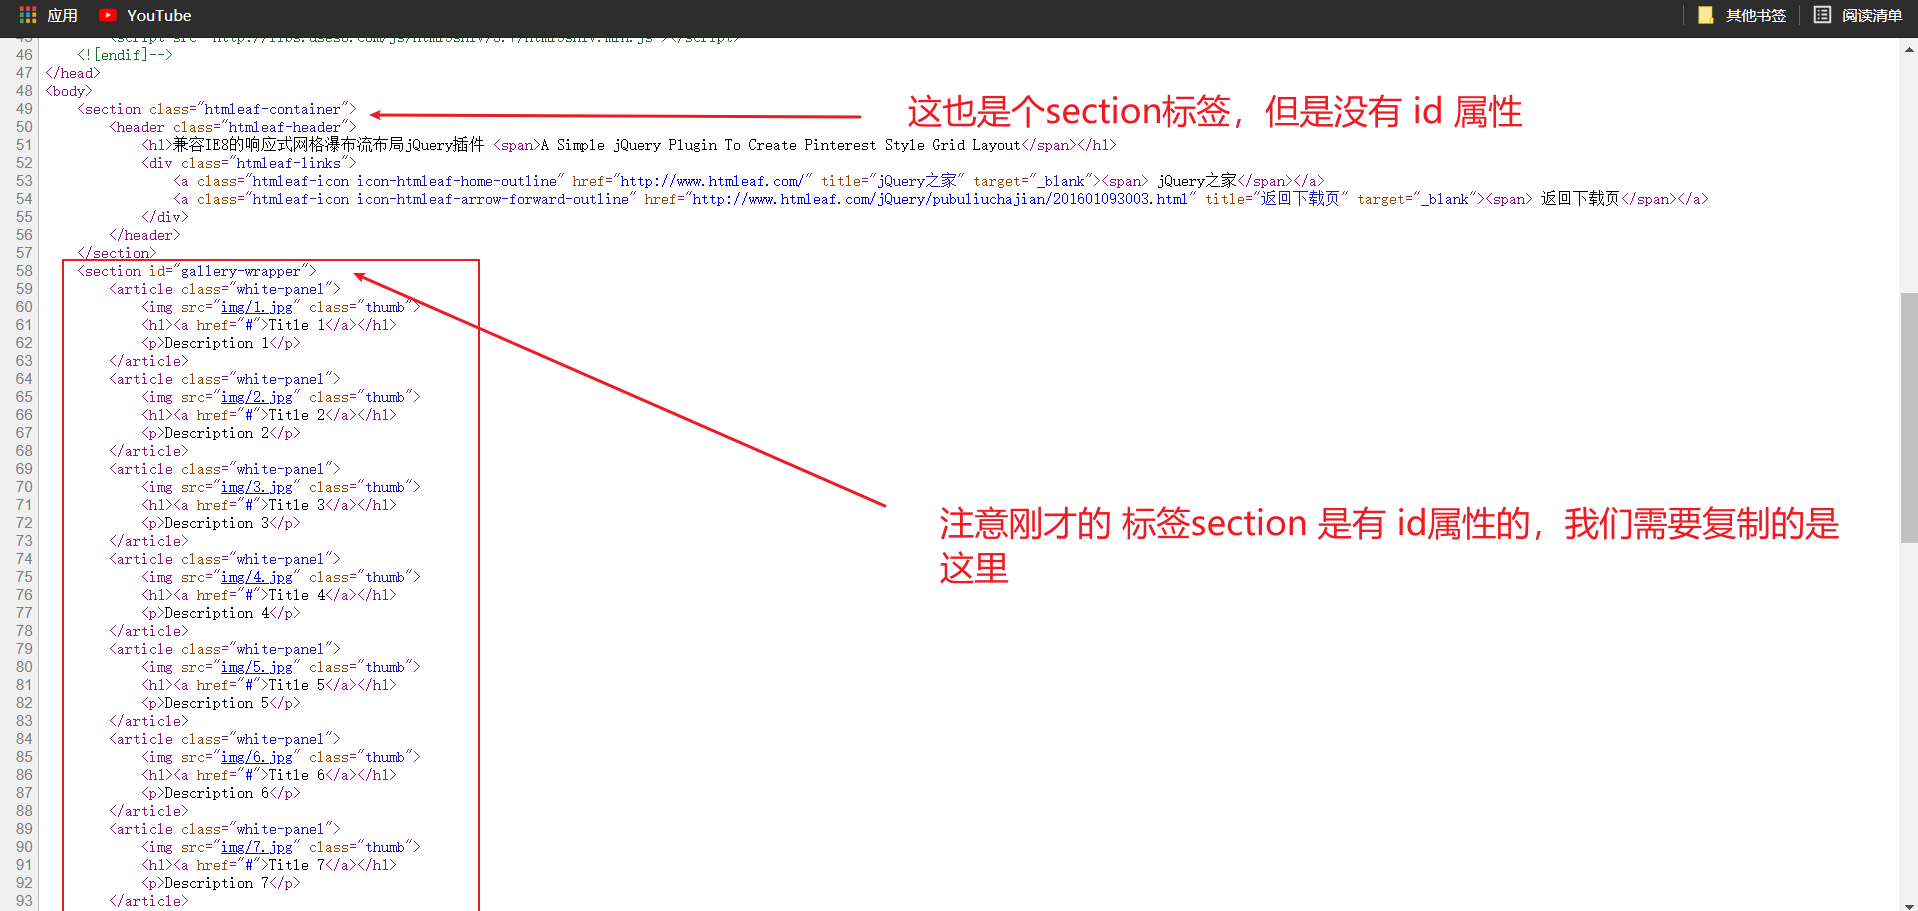 应用 YouTube 其他书签 阅读清单
46 <![endif]-->
47 </head>
48 <body>
49 <section class="htmleaf-container">
这也是个section标签，但是没有 id 属性
50 <header class="htmleaf-header">
51 <h1>兼容IE8的响应式网格瀑布流布局jQuery插件 <span>A Simple jQuery Plugin To Create Pinterest Style Grid Layout</span></h1>
52 <div class="htmleaf-links">
53 <a class="htmleaf-icon icon-htmleaf-home-outline" href="http://www.htmleaf.com/" title="jQuery之家" target="_blank"><span> jQuery之家</span></a>
54 <a class="htmleaf-icon icon-htmleaf-arrow-forward-outline" href="http://www.htmleaf.com/jQuery/pubuliuchajian/201601093003.html" title="返回下载页" target="_blank"><span> 返回下载页</span></a>
55 </div>
56 </header>
57 </section>
58 <section id="gallery-wrapper">
59 <article class="white-panel">
60 <img src="img/1.jpg" class="thumb">
61 <h1><a href="#">Title 1</a></h1>
62 <p>Description 1</p>
63 </article>
64 <article class="white-panel">
65 <img src="img/2.jpg" class="thumb">
66 <h1><a href="#">Title 2</a></h1>
67 <p>Description 2</p>
68 </article>
69 <article class="white-panel">
70 <img src="img/3.jpg" class="thumb">
71 <h1><a href="#">Title 3</a></h1>
72 <p>Description 3</p>
注意刚才的 标签section 是有 id属性的，我们需要复制的是
这里
73 </article>
74 <article class="white-panel">
75 <img src="img/4.jpg" class="thumb">
76 <h1><a href="#">Title 4</a></h1>
77 <p>Description 4</p>
78 </article>
79 <article class="white-panel">
80 <img src="img/5.jpg" class="thumb">
81 <h1><a href="#">Title 5</a></h1>
82 <p>Description 5</p>
83 </article>
84 <article class="white-panel">
85 <img src="img/6.jpg" class="thumb">
86 <h1><a href="#">Title 6</a></h1>
87 <p>Description 6</p>
88 </article>
89 <article class="white-panel">
90 <img src="img/7.jpg" class="thumb">
91 <h1><a href="#">Title 7</a></h1>
92 <p>Description 7</p>
93 </article>